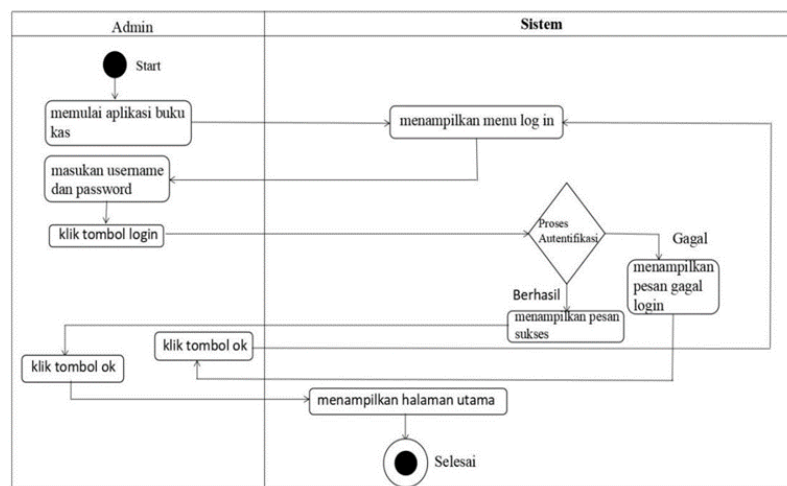 Admin
Sistem
Start
memulai aplikasi buku
kas
menampilkan menu log in
masukan username
dan password
klik tombol login
Proses
Autentifikasi
Gagal
menampilkan
pesan gagal
login
Berhasil
menampilkan pesan
sukses
klik tombol ok
klik tombol ok
menampilkan halaman utama
Selesai